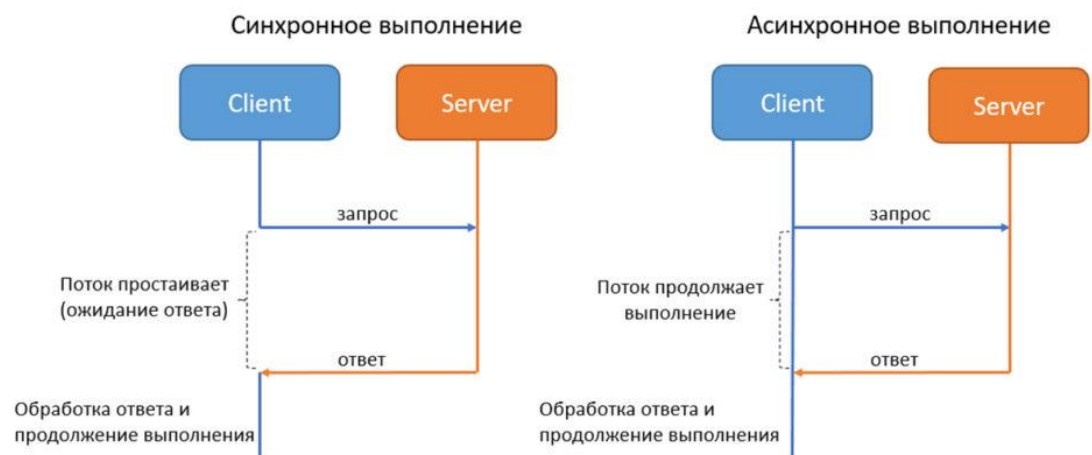 Синхронное выполнение
Client
Server
запрос
Поток простаивает
(ожидание ответа)
ответ
Обработка ответа и
продолжение выполнения
Асинхронное выполнение
Client
Server
запрос
Поток продолжает
выполнение
ответ
Обработка ответа и
продолжение выполнения